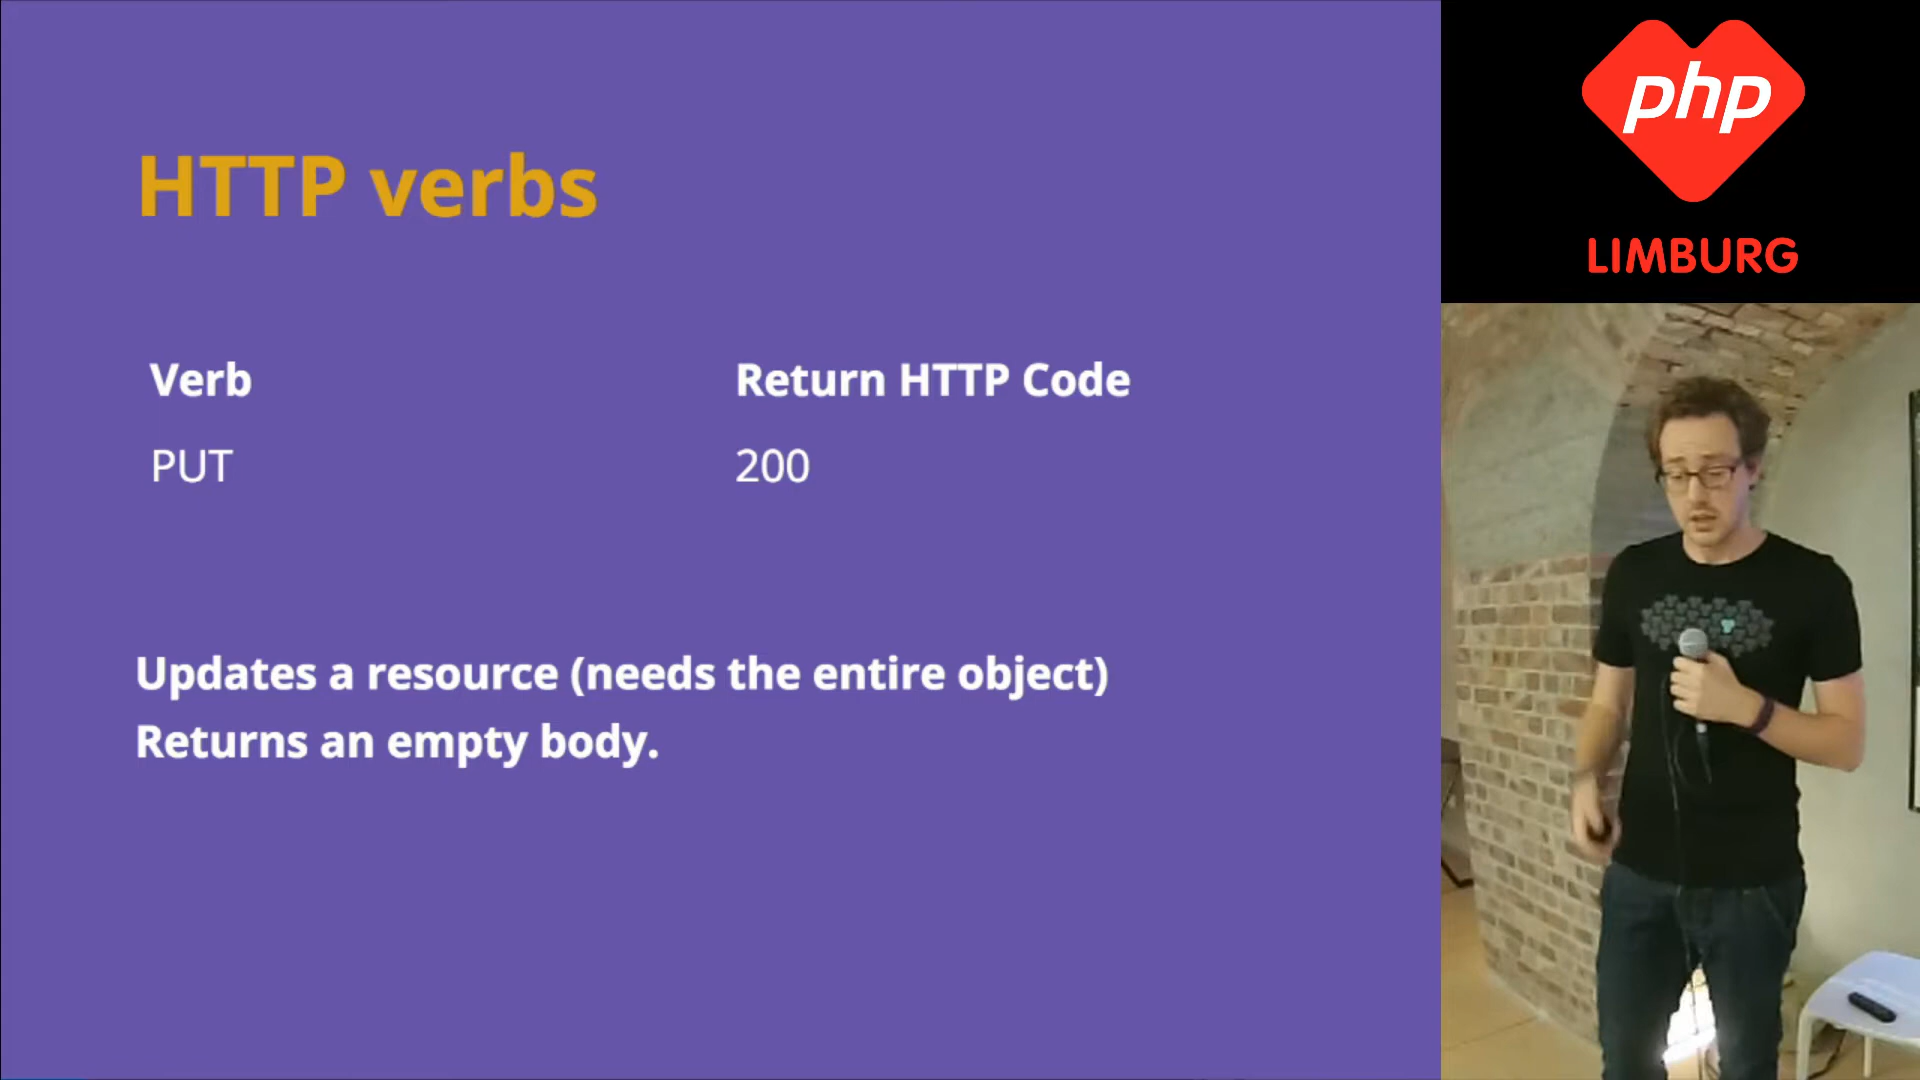 HTTP verbs
Verb
Return HTTP Code
PUT
200
Updates a resource (needs the entire object)
Returns an empty body.
php
LIMBURG